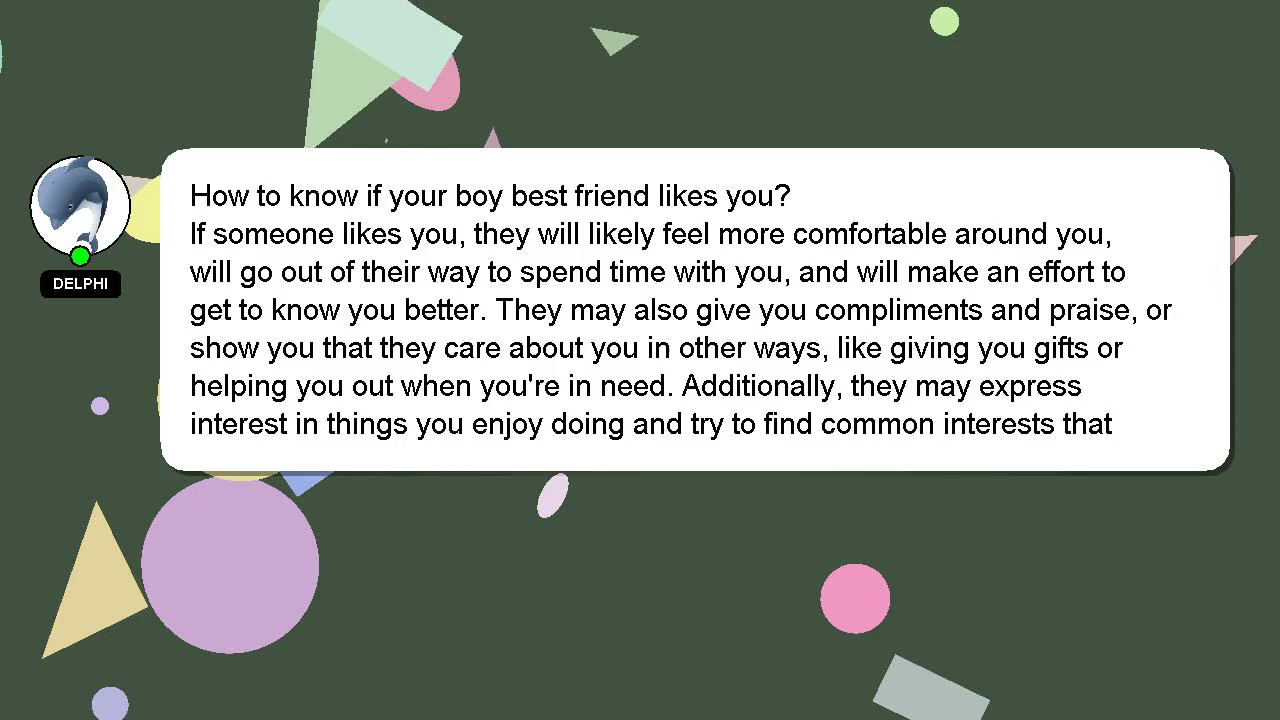 How to know if your boy best friend likes you?
If someone likes you, they will likely feel more comfortable around you,
will go out of their way to spend time with you, and will make an effort to
get to know you better. They may also give you compliments and praise, or
show you that they care about you in other ways, like giving you gifts or
helping you out when you're in need. Additionally, they may express
interest in things you enjoy doing and try to find common interests that
DELPHI